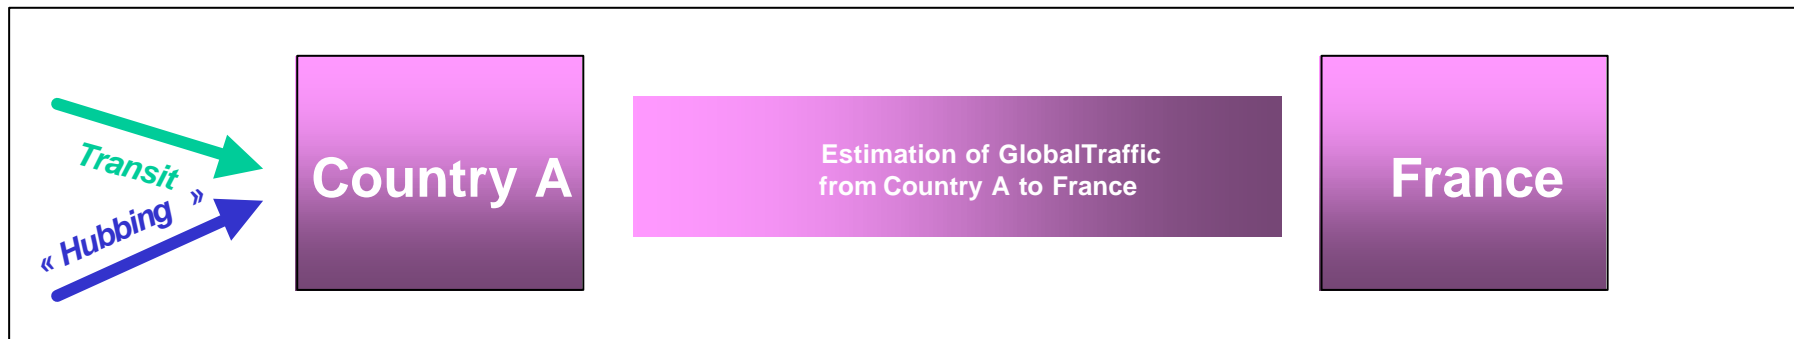 Transit
« Hubbing »
Country A
Estimation of GlobalTraffic
from Country A to France
France